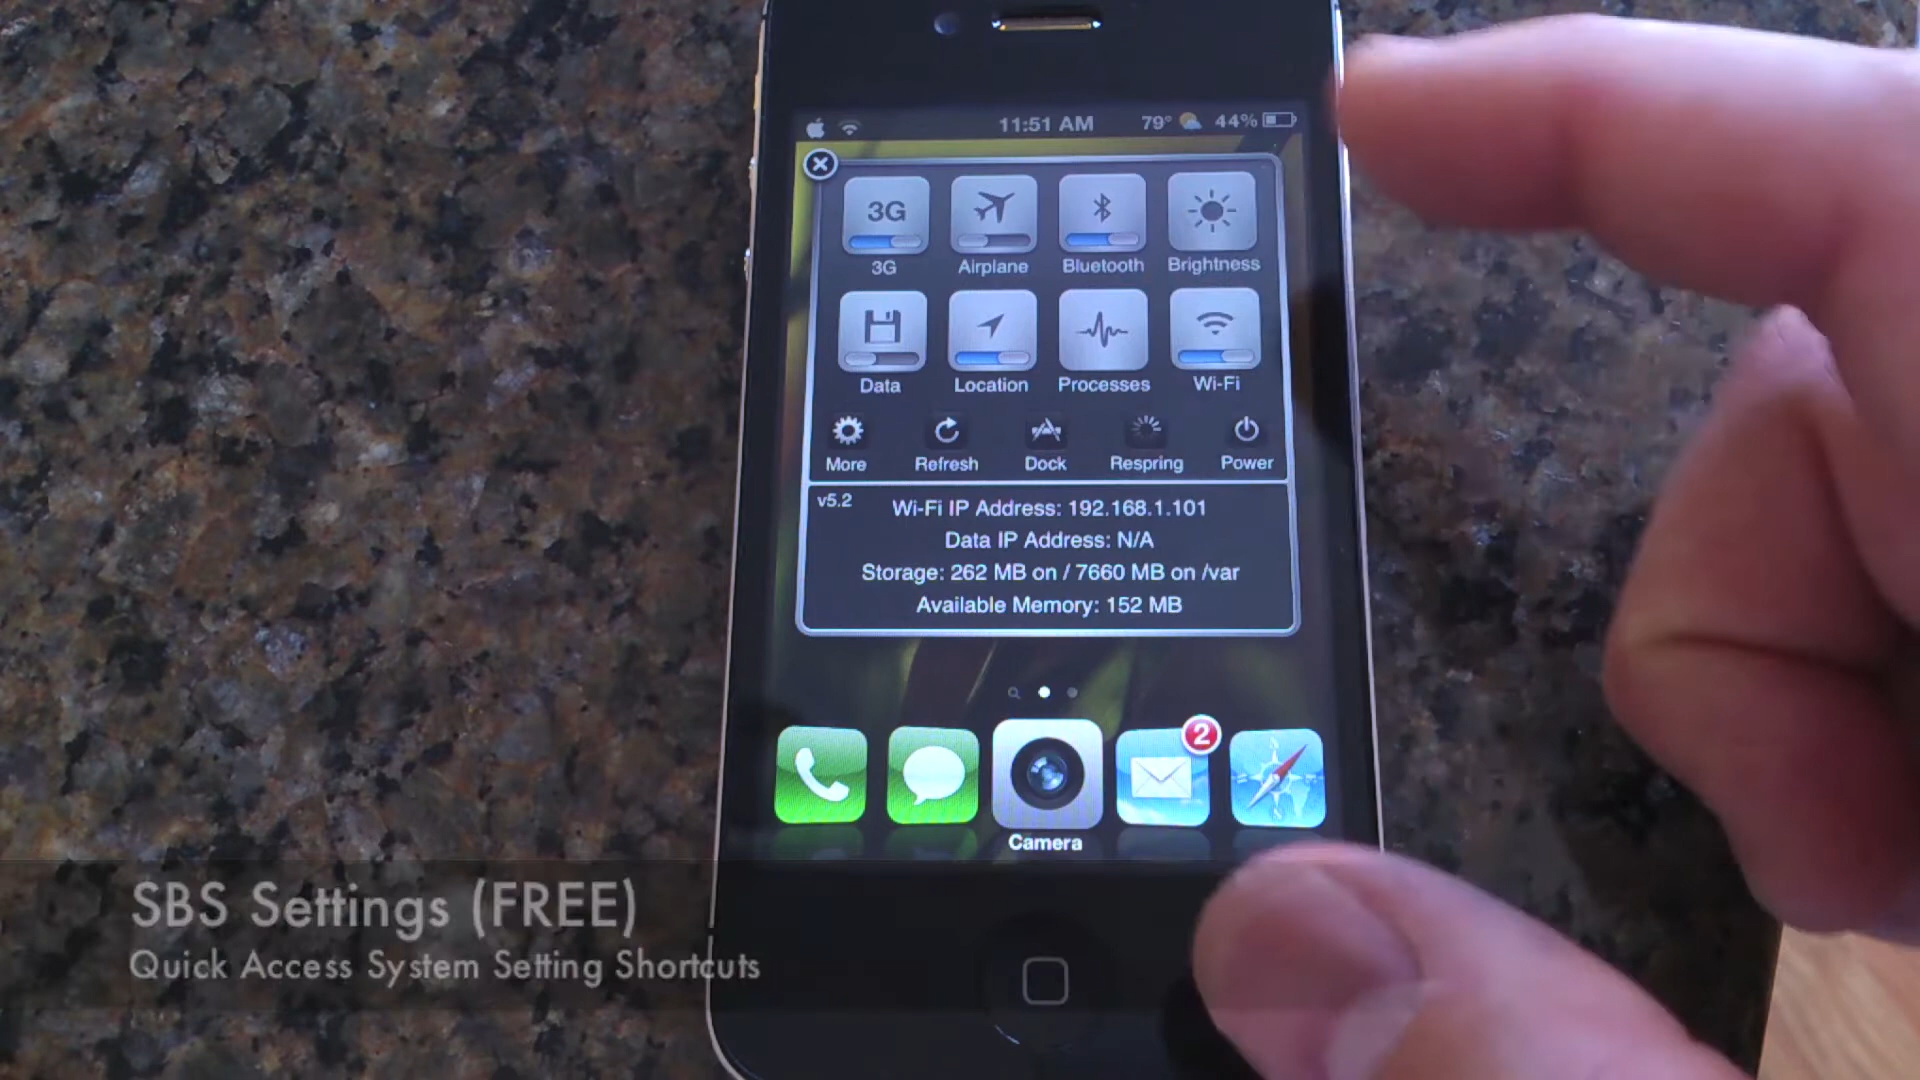 11:51 AM 79° 44%
3G
3G Airplane Bluetooth Brightness
Data Location Processes Wi-Fi
More Refresh Dock Respring Power
v5.2
Wi-Fi IP Address: 192.168.1.101
Data IP Address: N/A
Storage: 262 MB on / 7660 MB on /var
Available Memory: 152 MB
2
Camera
SBS Settings (FREE)
Quick Access System Setting Shortcuts